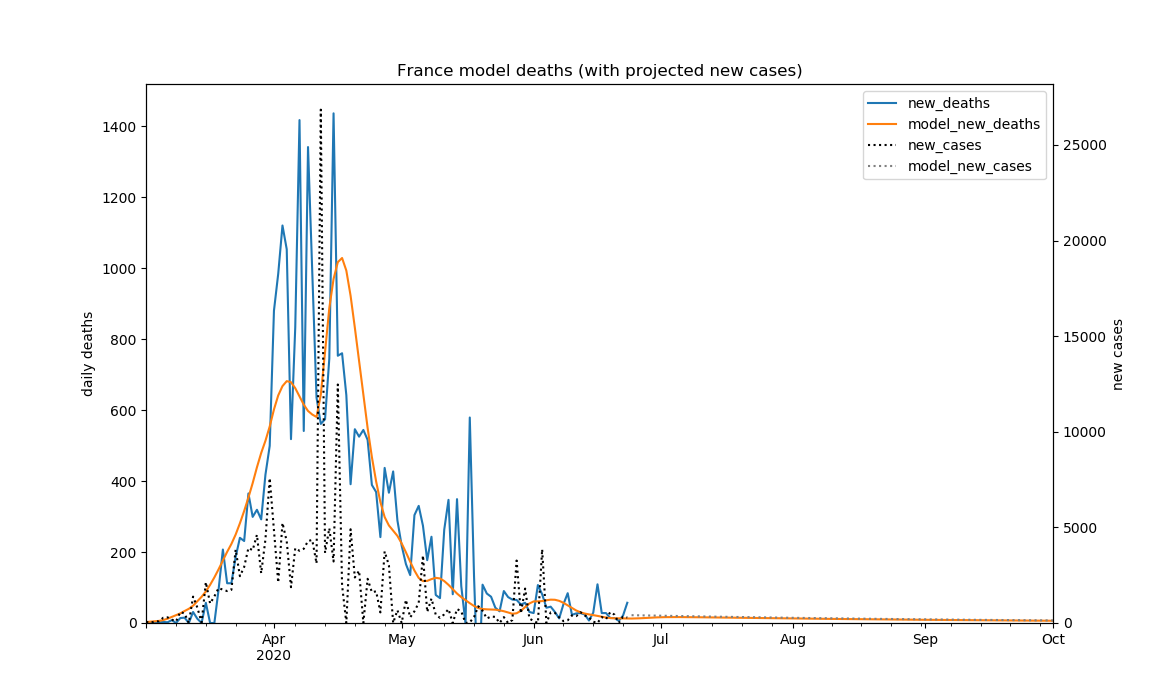 France model deaths (with projected new cases)
new_deaths
model_new_deaths
new_cases
model_new_cases
1400
1200
1000
800
600
400
200
0
daily deaths
25000
20000
15000
10000
5000
0
new cases
Apr
2020
May
Jun
Jul
Aug
Sep
Oct